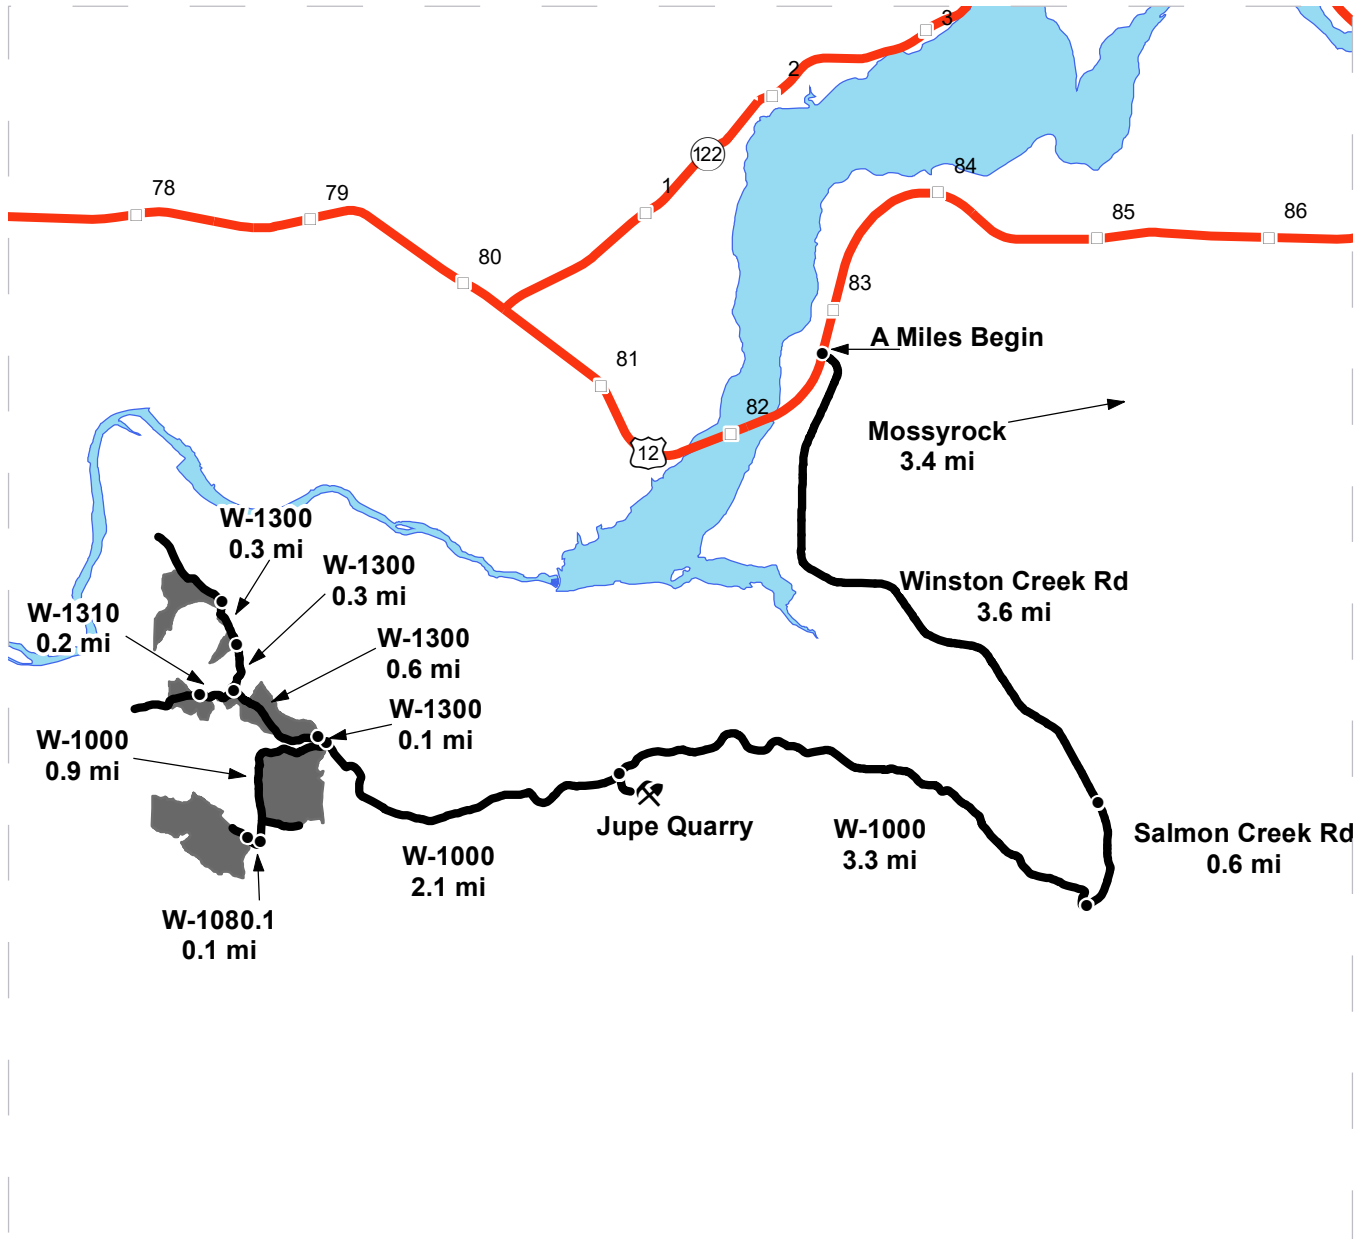 3
2
122
84
78
79
1
85
86
80
83
A Miles Begin
81
82
Mossyrock
3.4 mi
12
W-1300
0.3 mi
W-1300
0.3 mi
Winston Creek Rd
3.6 mi
W-1310
0.2 mi
W-1300
0.6 mi
W-1300
0.1 mi
W-1000
0.9 mi
Jupe Quarry
W-1000
3.3 mi
Salmon Creek Rd
0.6 mi
W-1000
2.1 mi
W-1080.1
0.1 mi